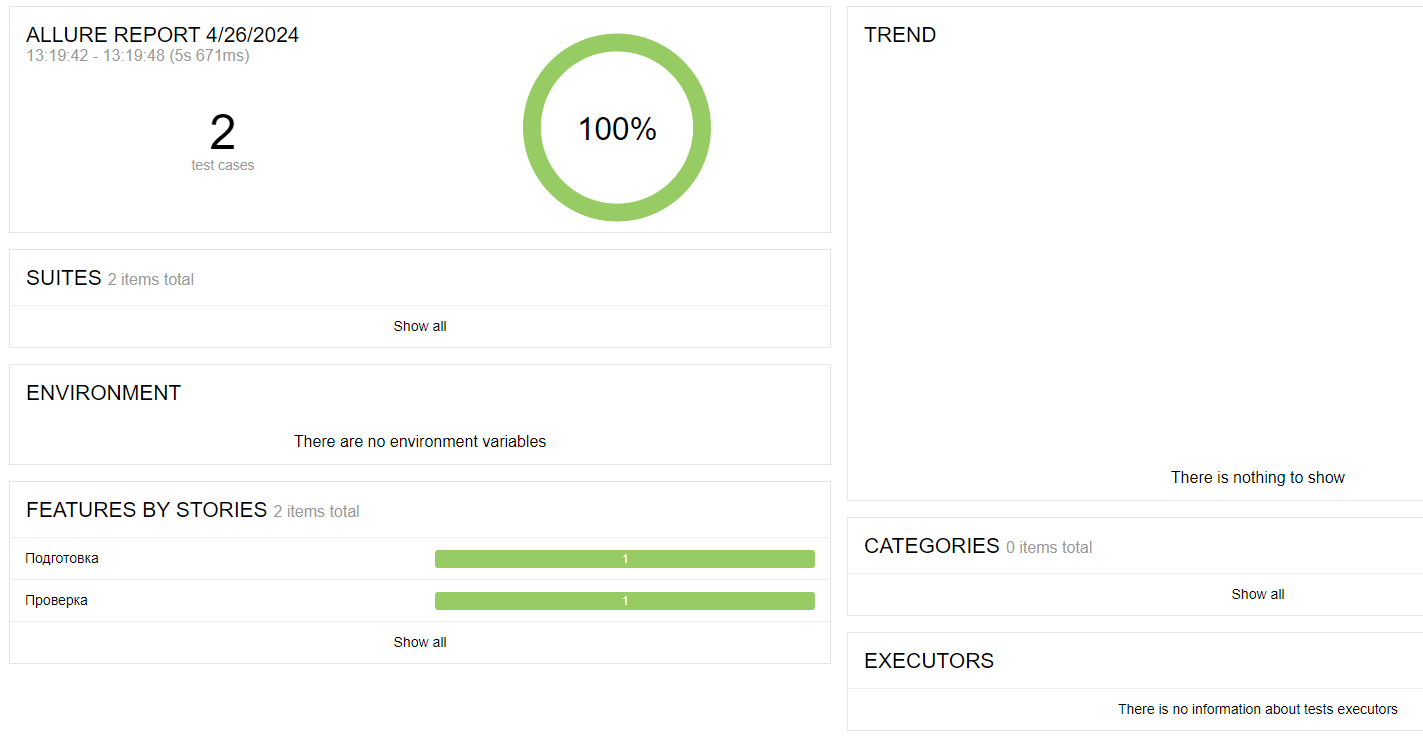 ALLURE REPORT 4/26/2024
13:19:42 - 13:19:48 (5s 671ms)
2
test cases
100%
SUITES 2 items total
Show all
ENVIRONMENT
There are no environment variables
FEATURES BY STORIES 2 items total
Подготовка 1
Проверка 1
Show all
TREND
There is nothing to show
CATEGORIES 0 items total
Show all
EXECUTORS
There is no information about tests executors